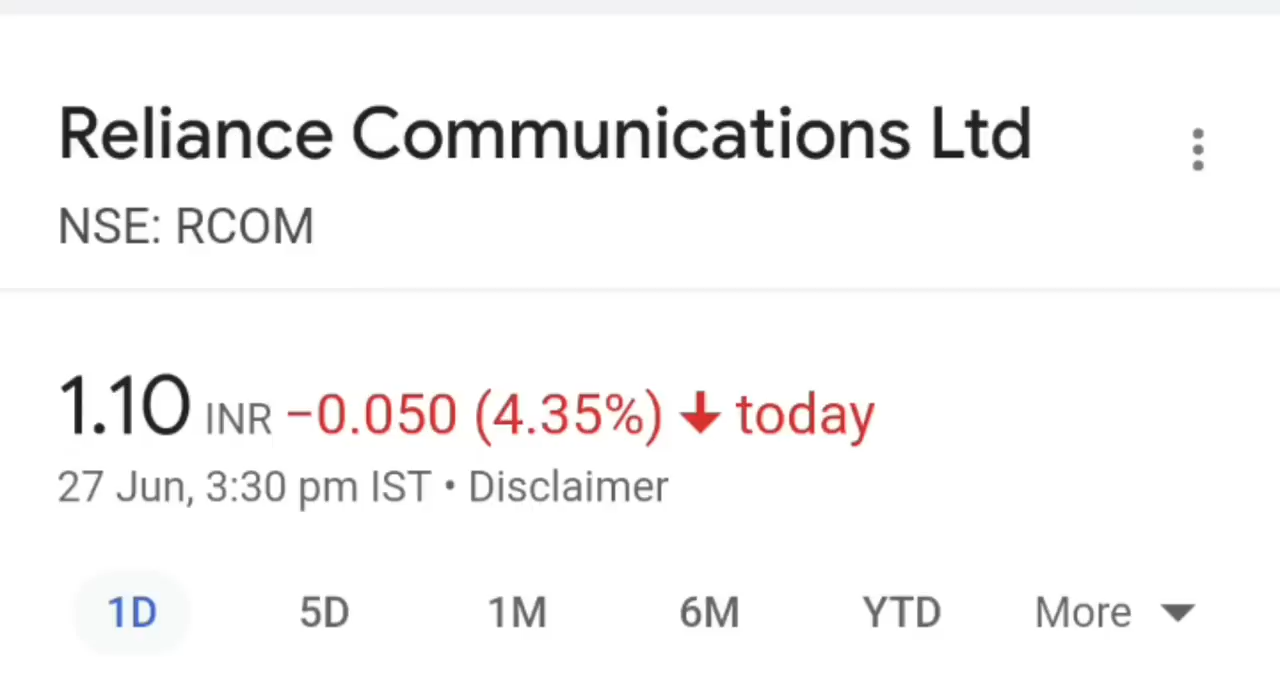 Reliance Communications Ltd
NSE: RCOM
1.10 INR −0.050 (4.35%) ↓ today
27 Jun, 3:30 pm IST • Disclaimer
1D 5D 1M 6M YTD More